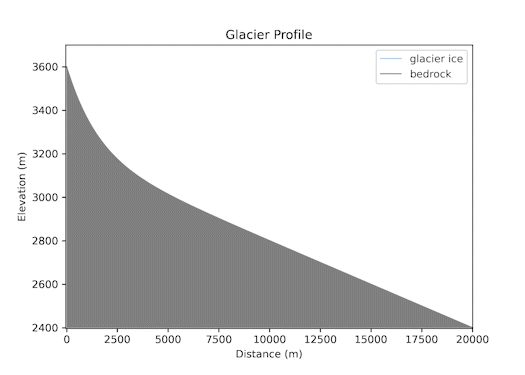 Glacier Profile
glacier ice
bedrock
3600
3400
3200
3000
2800
2600
2400
Elevation (m)
0 2500 5000 7500 10000 12500 15000 17500 20000
Distance (m)